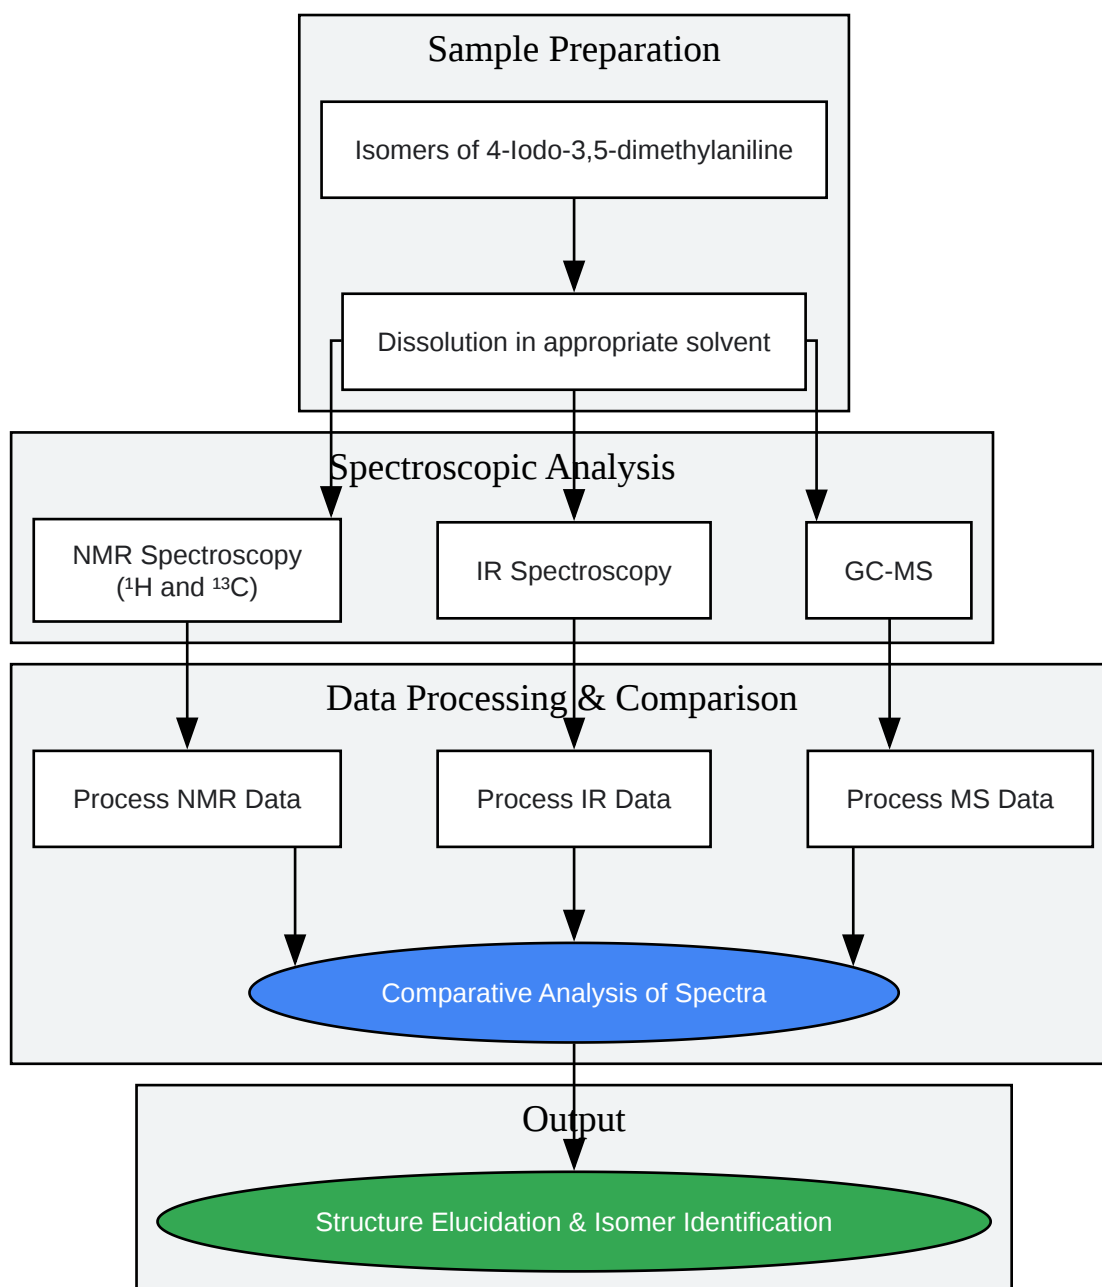 Sample Preparation
Isomers of 4-Iodo-3,5-dimethylaniline
Dissolution in appropriate solvent
Spectroscopic Analysis
NMR Spectroscopy
(¹H and ¹³C)
IR Spectroscopy
GC-MS
Data Processing & Comparison
Process NMR Data
Process IR Data
Process MS Data
Comparative Analysis of Spectra
Output
Structure Elucidation & Isomer Identification